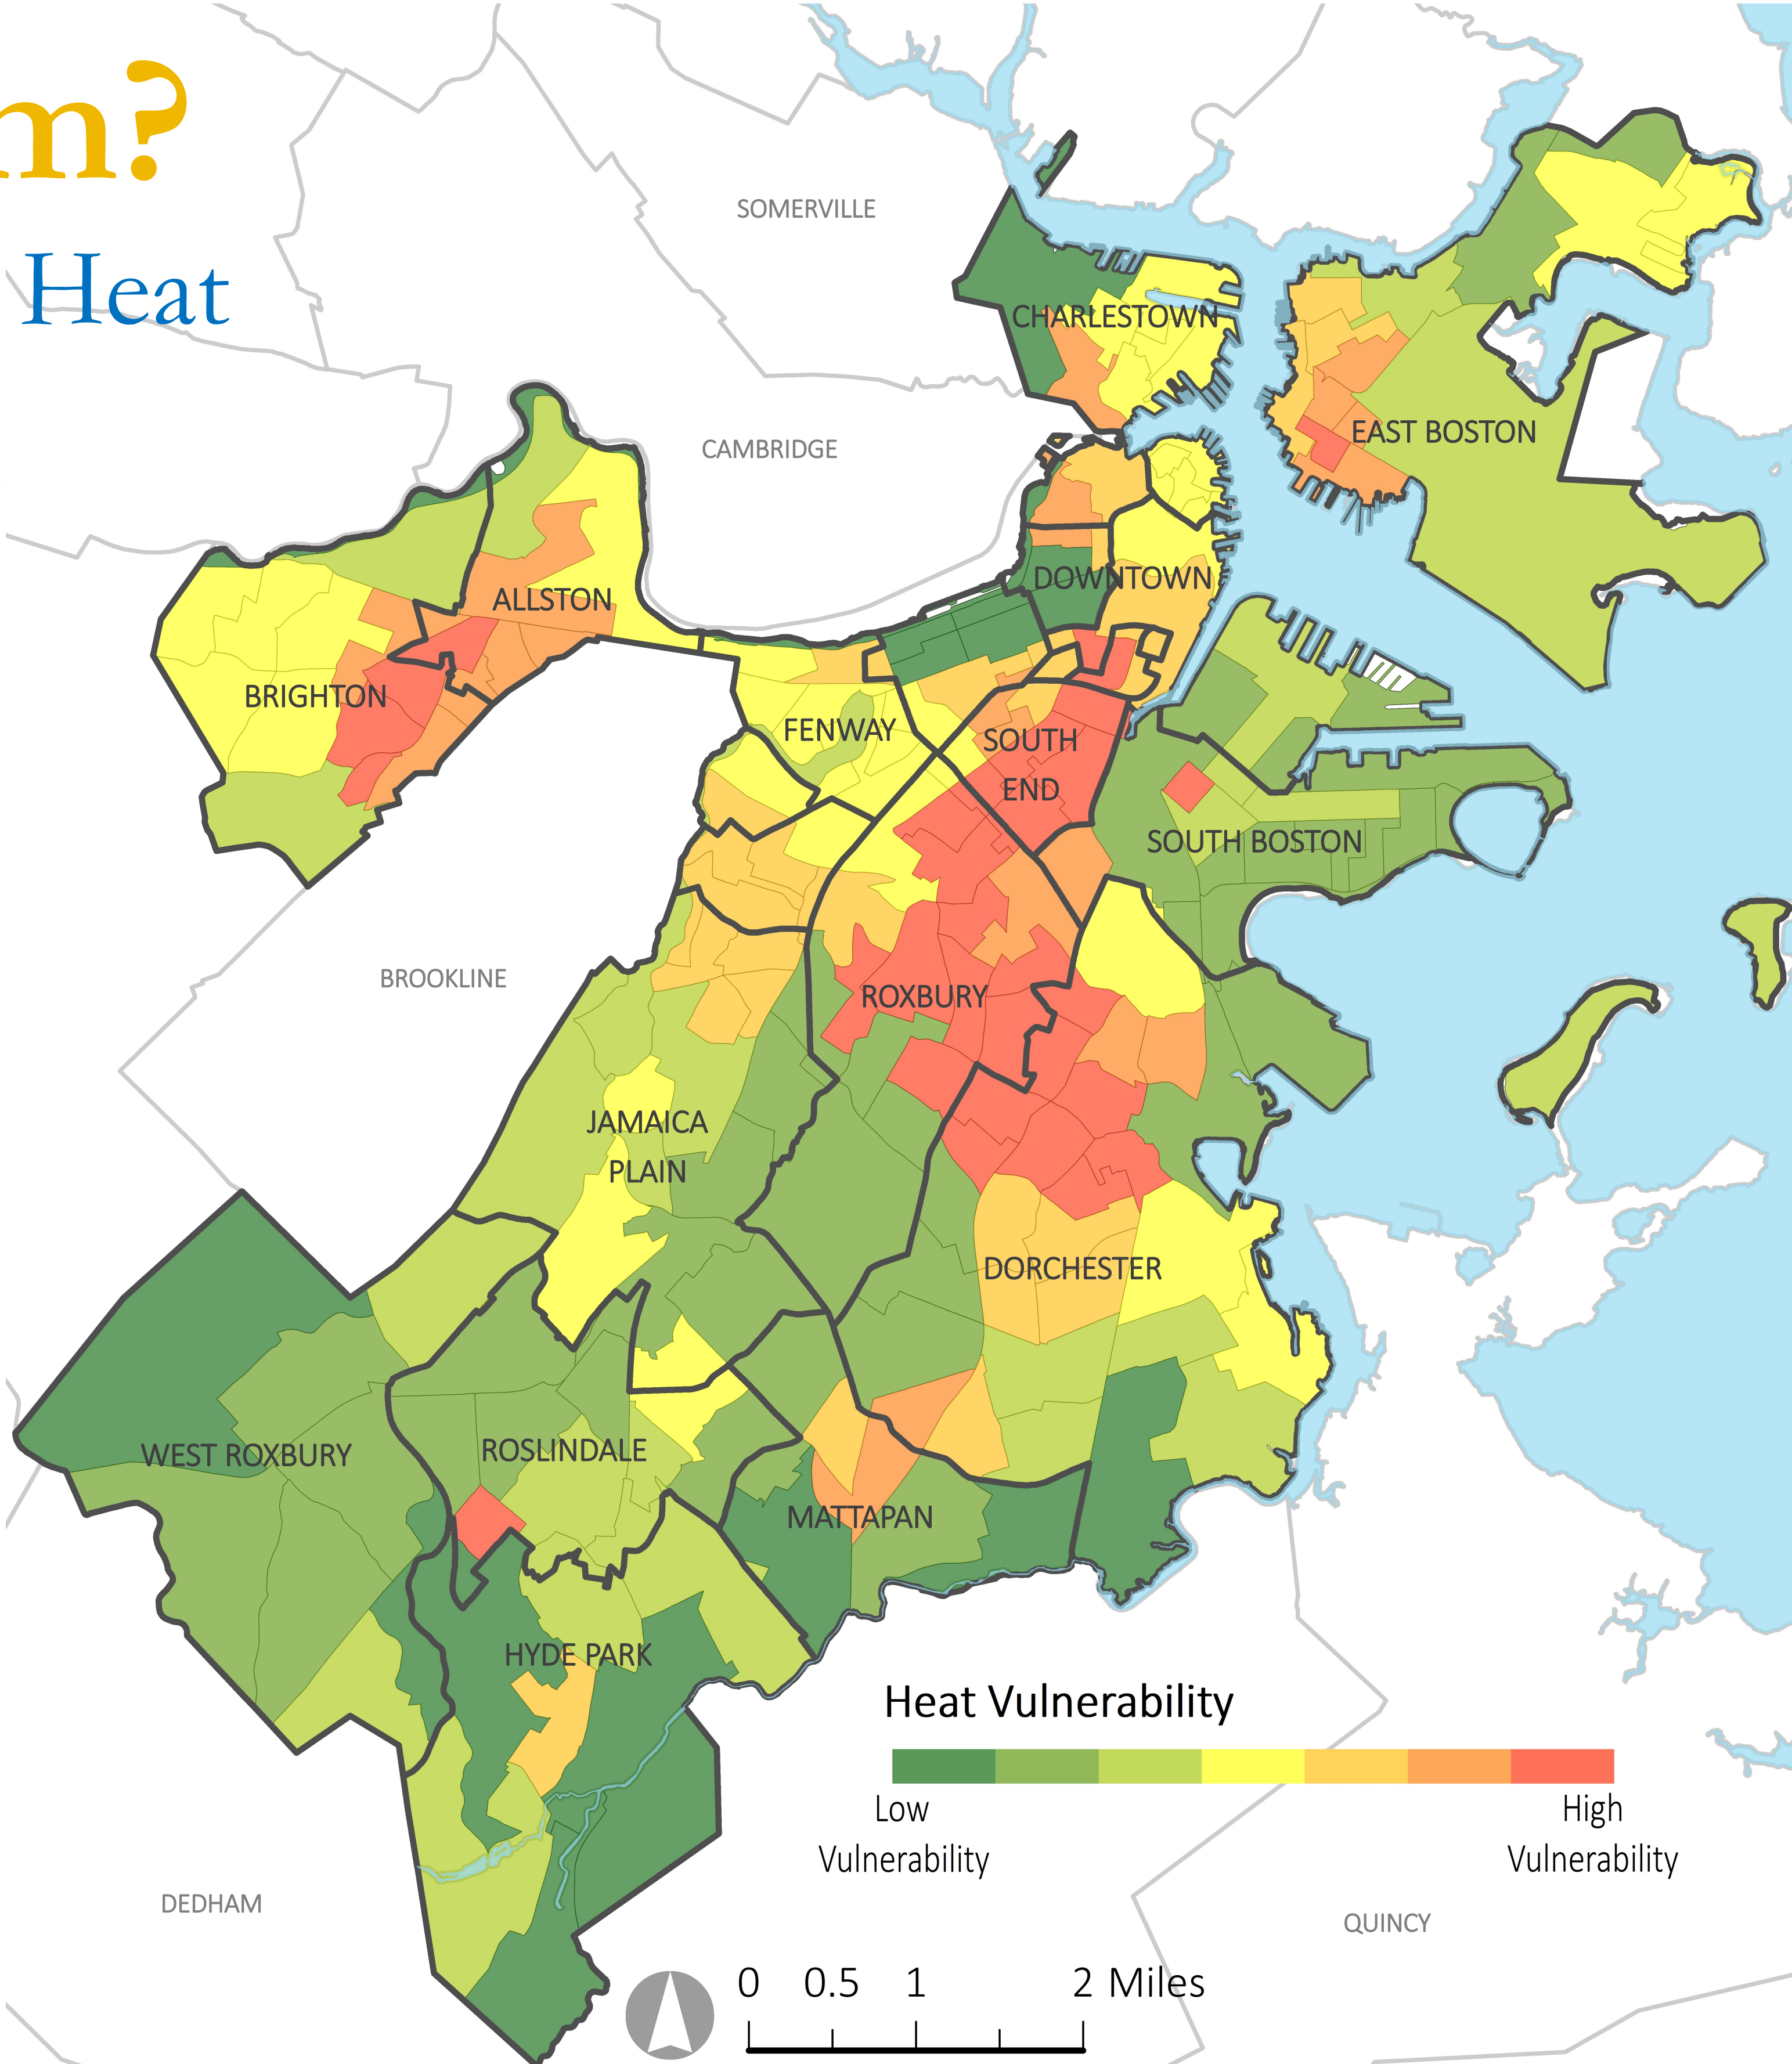 m?
Heat
SOMERVILLE
CHARLESTOWN
CAMBRIDGE
EAST BOSTON
DOWNTOWN
ALLSTON
BRIGHTON
FENWAY
SOUTH
END
SOUTH BOSTON
BROOKLINE
ROXBURY
JAMAICA
PLAIN
DORCHESTER
WEST ROXBURY
ROSLINDALE
MATTAPAN
HYDE PARK
Heat Vulnerability
Low
Vulnerability
High
Vulnerability
DEDHAM
QUINCY
0 0.5 1 2 Miles